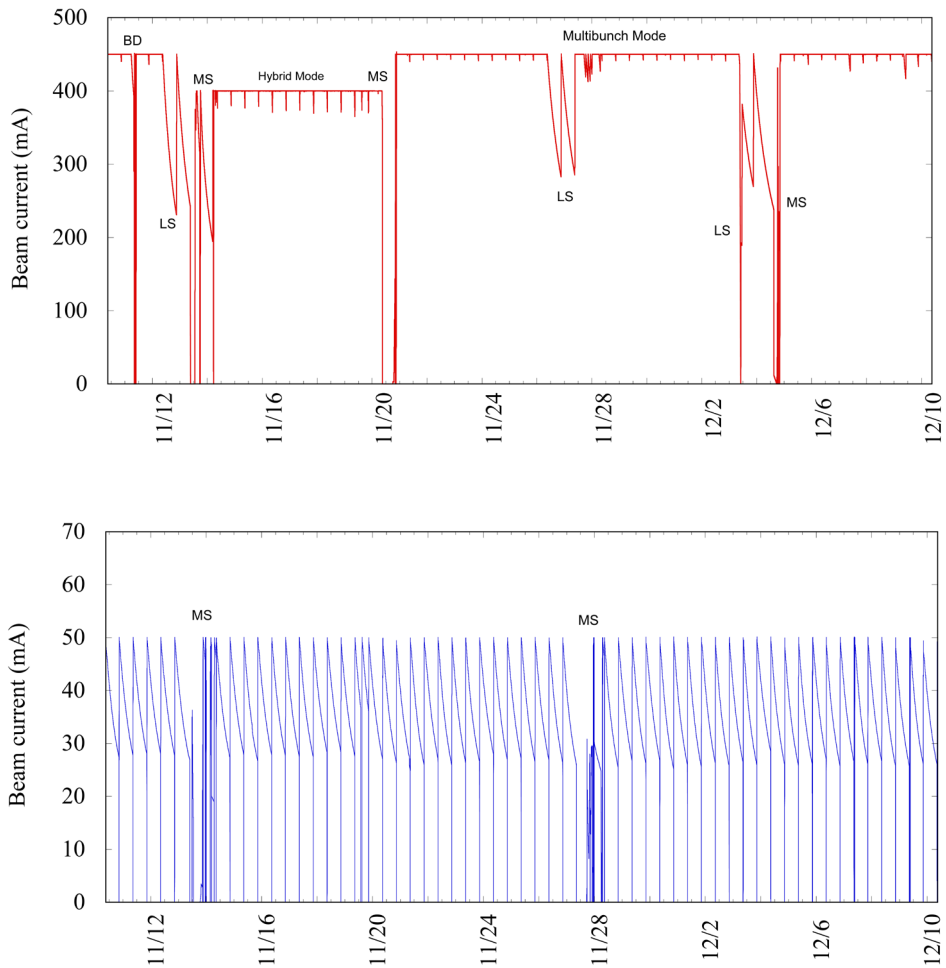 500
BD
Multibunch Mode
MS
Hybrid Mode
MS
400
300
LS
LS
LS
MS
200
100
0
Beam current (mA)
11/12
11/16
11/20
11/24
11/28
12/2
12/6
12/10
70
60
MS
MS
50
40
30
20
10
0
Beam current (mA)
11/12
11/16
11/20
11/24
11/28
12/2
12/6
12/10